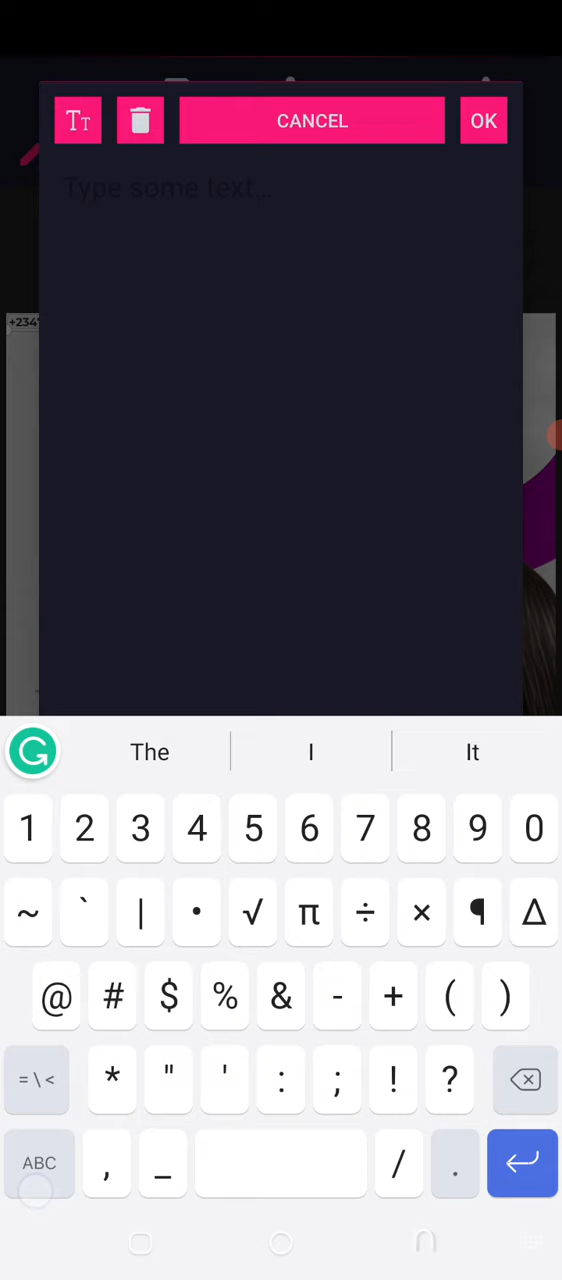 TT
CANCEL
OK
Type some text...
+234
The
I
It
1 2 3 4 5 6 7 8 9 0
~ ` | • √ π ÷ × ¶ Δ
@ # $ % & - + ( )
=\< * " ' : ; ! ?
ABC , _ / .